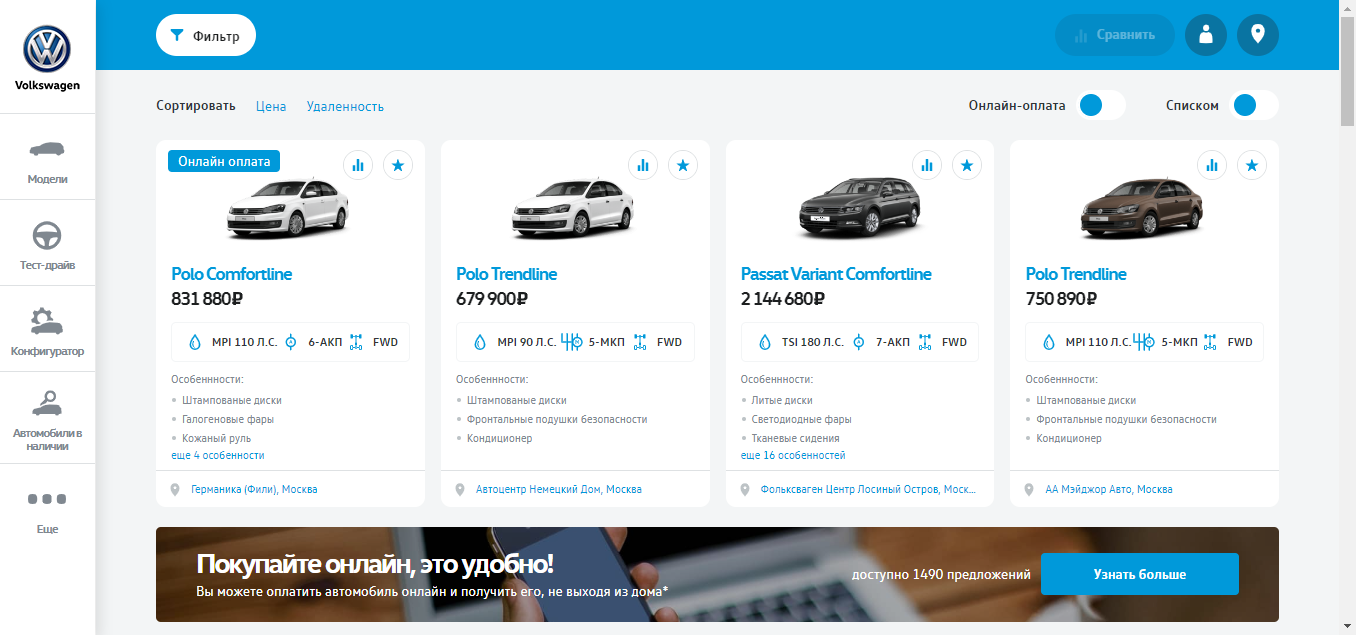 Volkswagen
Модели
Тест-драйв
Конфигуратор
Автомобили в
наличии
Еще
Фильтр
Сравнить
Сортировать Цена Удаленность
Онлайн-оплата
Списком
Онлайн оплата
Polo Comfortline
831 880₽
MPI 110 Л.С. 6-АКП FWD
Особеннности:
Штампованые диски
Галогеновые фары
Кожаный руль
еще 4 особенности
Германика (Фили), Москва
Polo Trendline
679 900₽
MPI 90 Л.С. 5-МКП FWD
Особеннности:
Штампованые диски
Фронтальные подушки безопасности
Кондиционер
Автоцентр Немецкий Дом, Москва
Passat Variant Comfortline
2 144 680₽
TSI 180 Л.С. 7-АКП FWD
Особеннности:
Литые диски
Светодиодные фары
Тканевые сидения
еще 16 особенностей
Фольксваген Центр Лосиный Остров, Моск...
Polo Trendline
750 890₽
MPI 110 Л.С. 5-МКП FWD
Особеннности:
Штампованые диски
Фронтальные подушки безопасности
Кондиционер
АА Мэйджор Авто, Москва
Покупайте онлайн, это удобно!
Вы можете оплатить автомобиль онлайн и получить его, не выходя из дома*
доступно 1490 предложений
Узнать больше